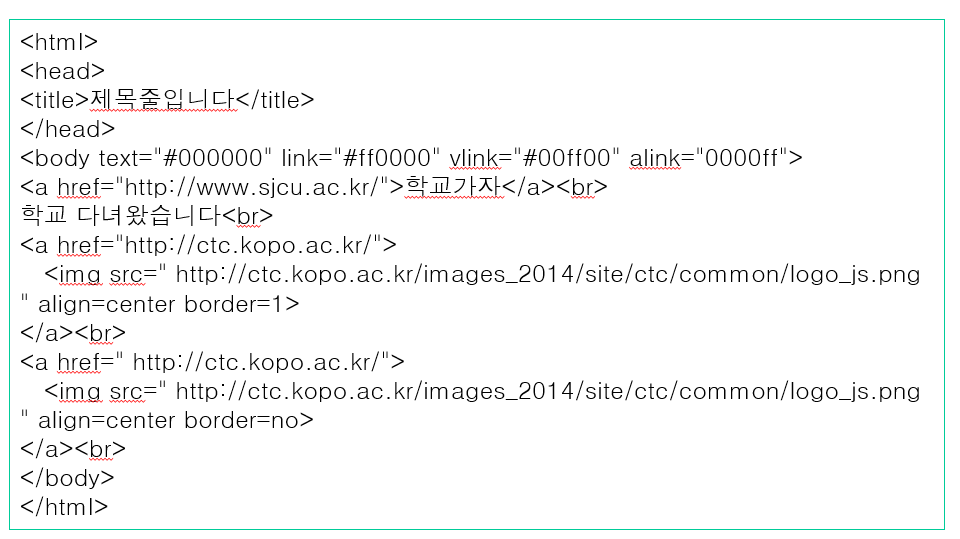 <html>
<head>
<title>제목줄입니다</title>
</head>
<body text="#000000" link="#ff0000" vlink="#00ff00" alink="0000ff">
<a href="http://www.sjcu.ac.kr/">학교가자</a><br>
학교 다녀왔습니다<br>
<a href="http://ctc.kopo.ac.kr/">
<img src=" http://ctc.kopo.ac.kr/images_2014/site/ctc/common/logo_js.png
" align=center border=1>
</a><br>
<a href=" http://ctc.kopo.ac.kr/">
<img src=" http://ctc.kopo.ac.kr/images_2014/site/ctc/common/logo_js.png
" align=center border=no>
</a><br>
</body>
</html>